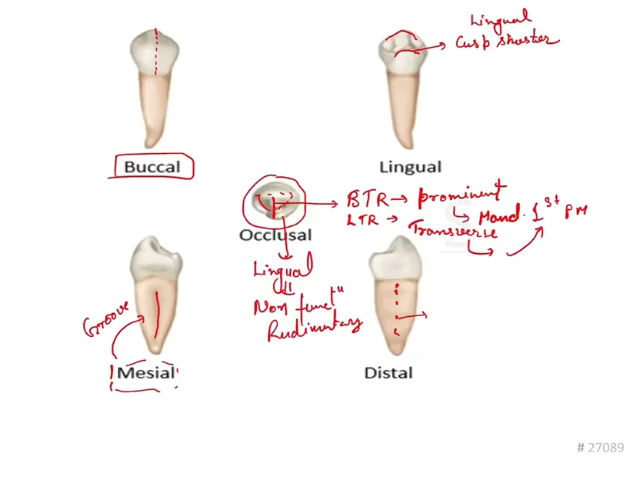 Lingual
Cusp shorter
Buccal
Lingual
BTR → prominent
LTR →
Transverse
Mand. 1st PM
Occlusal
Lingual
Non functn
Rudimentary
Groove
Mesial
Distal
# 27089